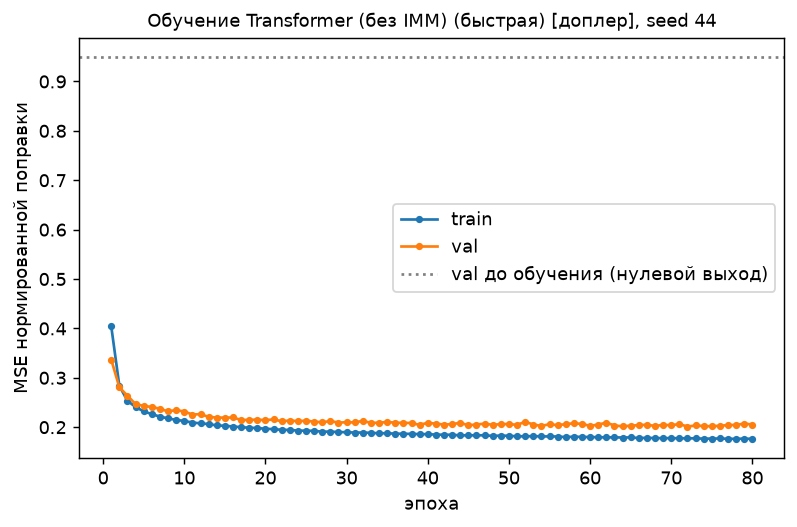 Обучение Transformer (без IMM) (быстрая) [доплер], seed 44
MSE нормированной поправки
0.9
0.8
0.7
0.6
0.5
0.4
0.3
0.2
train
val
val до обучения (нулевой выход)
0 10 20 30 40 50 60 70 80
эпоха